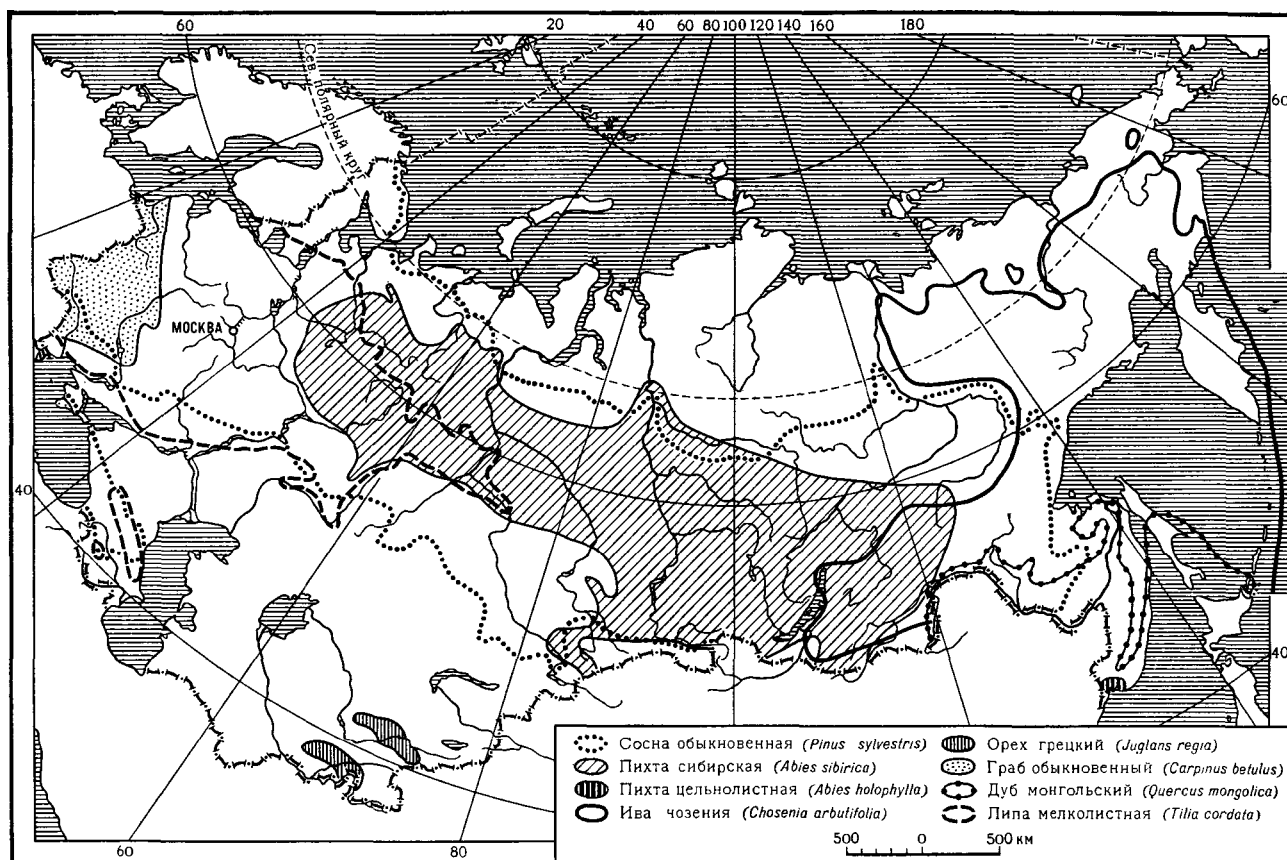 60 20 40 60 80 100 120 140 160 180
60
Сев. полярный круг
МОСКВА
40
40
60 80
Сосна обыкновенная (Pinus sylvestris)
Пихта сибирская (Abies sibirica)
Пихта цельнолистная (Abies holophylla)
Ива чозения (Chosenia arbutifolia)
Орех грецкий (Juglans regia)
Граб обыкновенный (Carpinus betulus)
Дуб монгольский (Quercus mongolica)
Липа мелколистная (Tilia cordata)
500 0 500 км